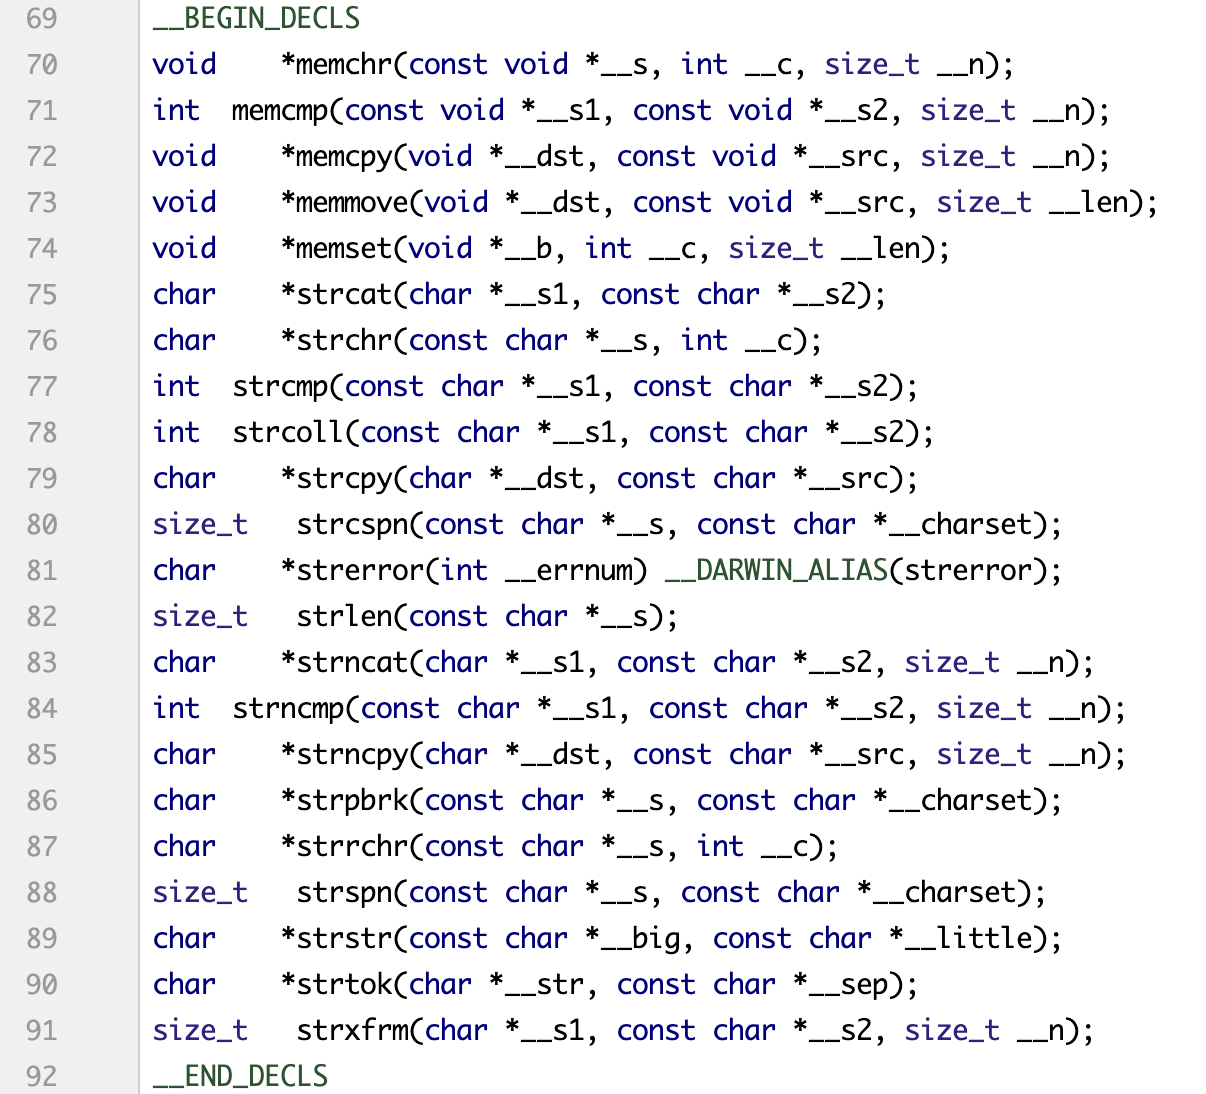 69 __BEGIN_DECLS
70 void    *memchr(const void *__s, int __c, size_t __n);
71 int  memcmp(const void *__s1, const void *__s2, size_t __n);
72 void    *memcpy(void *__dst, const void *__src, size_t __n);
73 void    *memmove(void *__dst, const void *__src, size_t __len);
74 void    *memset(void *__b, int __c, size_t __len);
75 char    *strcat(char *__s1, const char *__s2);
76 char    *strchr(const char *__s, int __c);
77 int  strcmp(const char *__s1, const char *__s2);
78 int  strcoll(const char *__s1, const char *__s2);
79 char    *strcpy(char *__dst, const char *__src);
80 size_t   strcspn(const char *__s, const char *__charset);
81 char    *strerror(int __errnum) __DARWIN_ALIAS(strerror);
82 size_t   strlen(const char *__s);
83 char    *strncat(char *__s1, const char *__s2, size_t __n);
84 int  strncmp(const char *__s1, const char *__s2, size_t __n);
85 char    *strncpy(char *__dst, const char *__src, size_t __n);
86 char    *strpbrk(const char *__s, const char *__charset);
87 char    *strrchr(const char *__s, int __c);
88 size_t   strspn(const char *__s, const char *__charset);
89 char    *strstr(const char *__big, const char *__little);
90 char    *strtok(char *__str, const char *__sep);
91 size_t   strxfrm(char *__s1, const char *__s2, size_t __n);
92 __END_DECLS